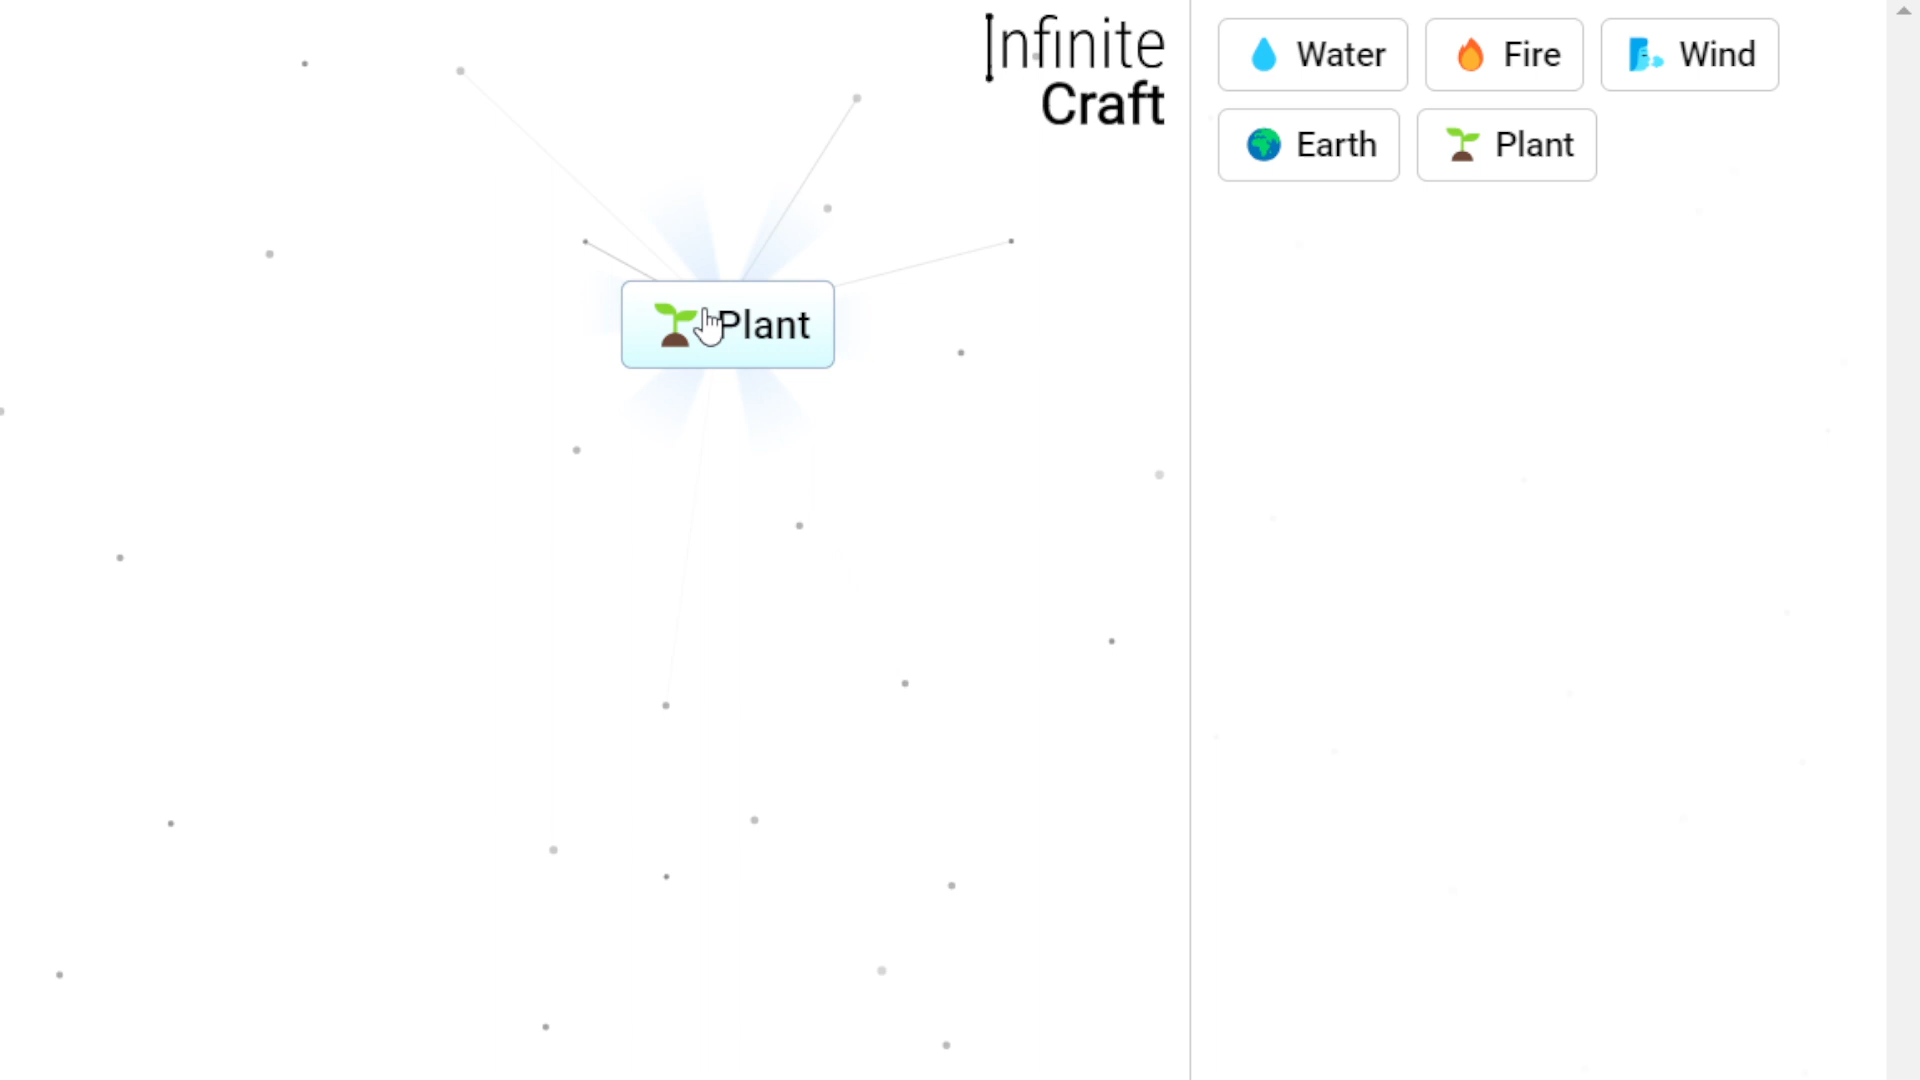 Infinite
Craft
Water
Fire
Wind
Earth
Plant
Plant